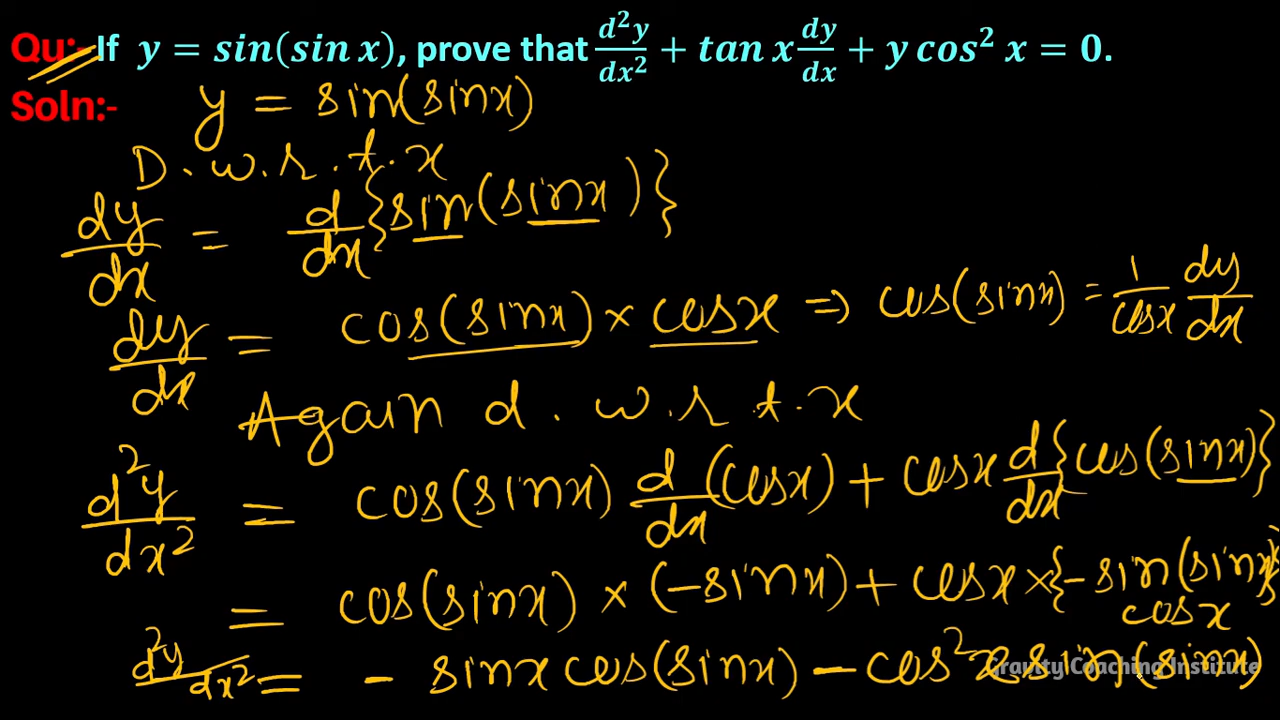 Qu:- If y = sin(sin x), prove that d²y/dx² + tan x dy/dx + y cos² x = 0.
Soln:- y = sin(sinx)
D. w. r. t. x
dy/dx = d/dx {sin(sinx)}
dy/dx = cos(sinx) × cosx ⇒ cos(sinx) = 1/cosx dy/dx
Again d. w. r. t. x
d²y/dx² = cos(sinx) d/dx (cosx) + cosx d/dx {cos(sinx)}
= cos(sinx) × (-sinx) + cosx × {-sin(sinx) cosx
d²y/dx² = - sinx cos(sinx) - cos²x sin(sinx)
Gravity Coaching Institute